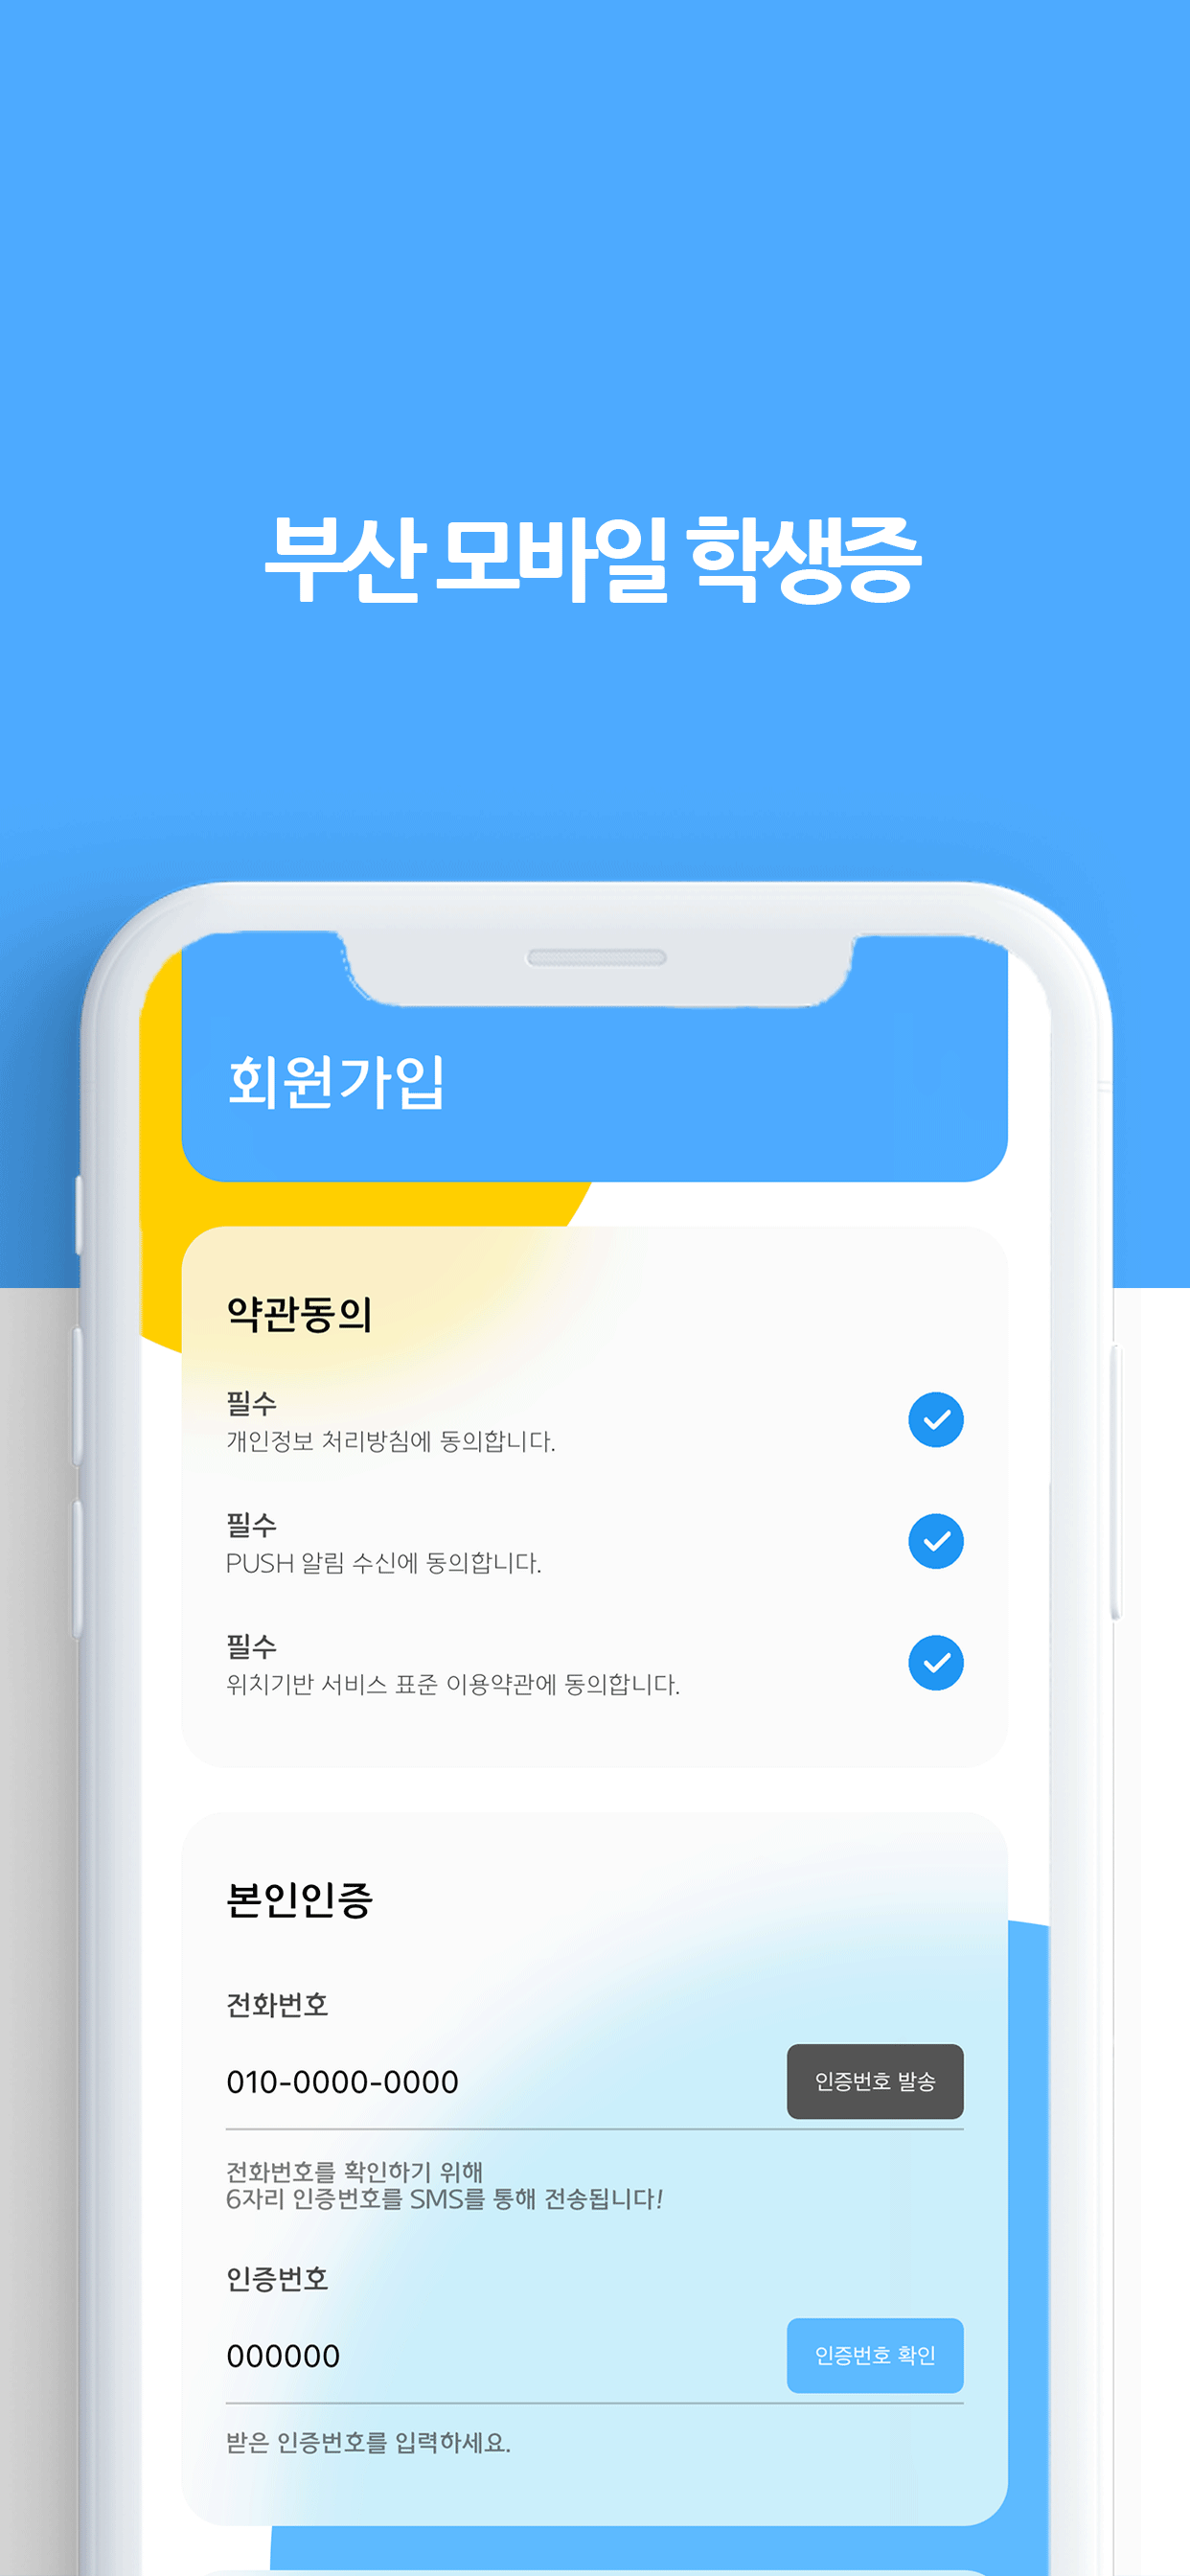 부산 모바일 학생증
회원가입
약관동의
필수
개인정보 처리방침에 동의합니다.
필수
PUSH 알림 수신에 동의합니다.
필수
위치기반 서비스 표준 이용약관에 동의합니다.
본인인증
전화번호
010-0000-0000
인증번호 발송
전화번호를 확인하기 위해
6자리 인증번호를 SMS를 통해 전송됩니다!
인증번호
000000
인증번호 확인
받은 인증번호를 입력하세요.